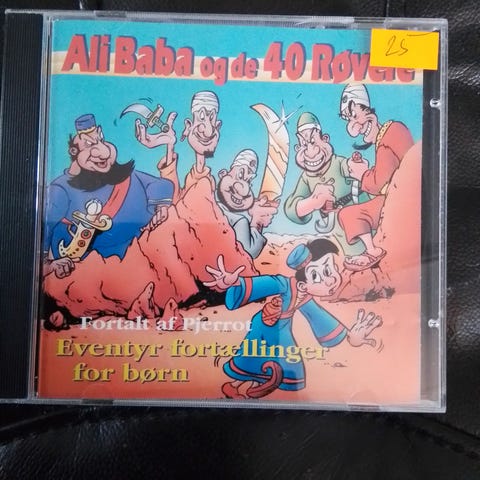 Ali Baba og de 40 Røvere
25
Fortalt af Pjerrot
Eventyr fortællinger
for børn